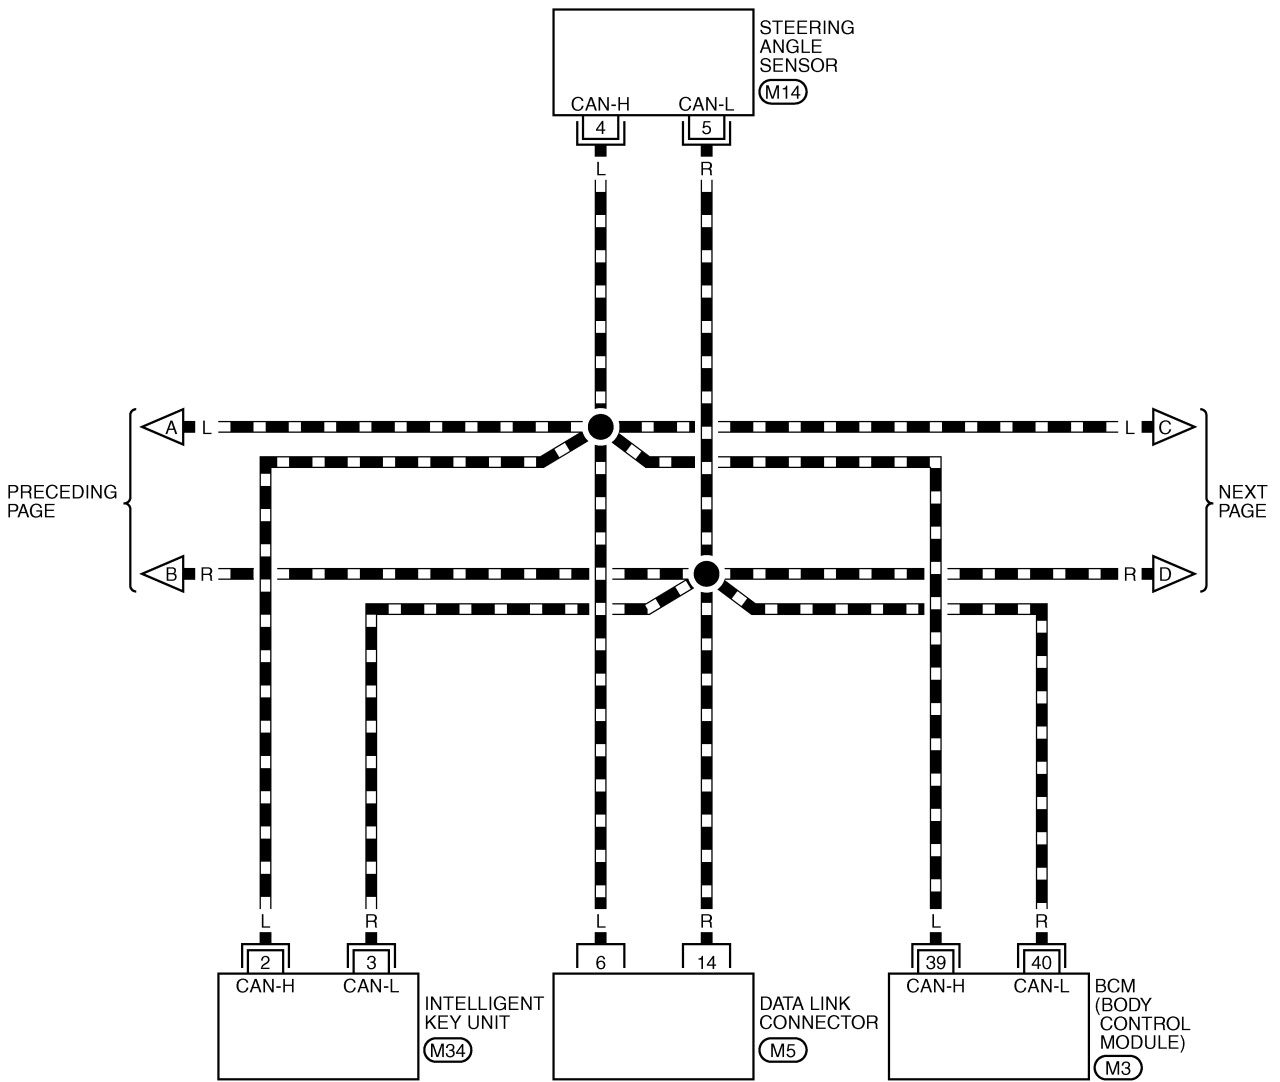 STEERING
ANGLE
SENSOR
M14
CAN-H CAN-L
4 5
L R
A L L C
PRECEDING
PAGE
NEXT
PAGE
B R R D
L R L R L R
2 3 6 14 39 40
CAN-H CAN-L CAN-H CAN-L
INTELLIGENT
KEY UNIT
M34
DATA LINK
CONNECTOR
M5
BCM
(BODY
CONTROL
MODULE)
M3